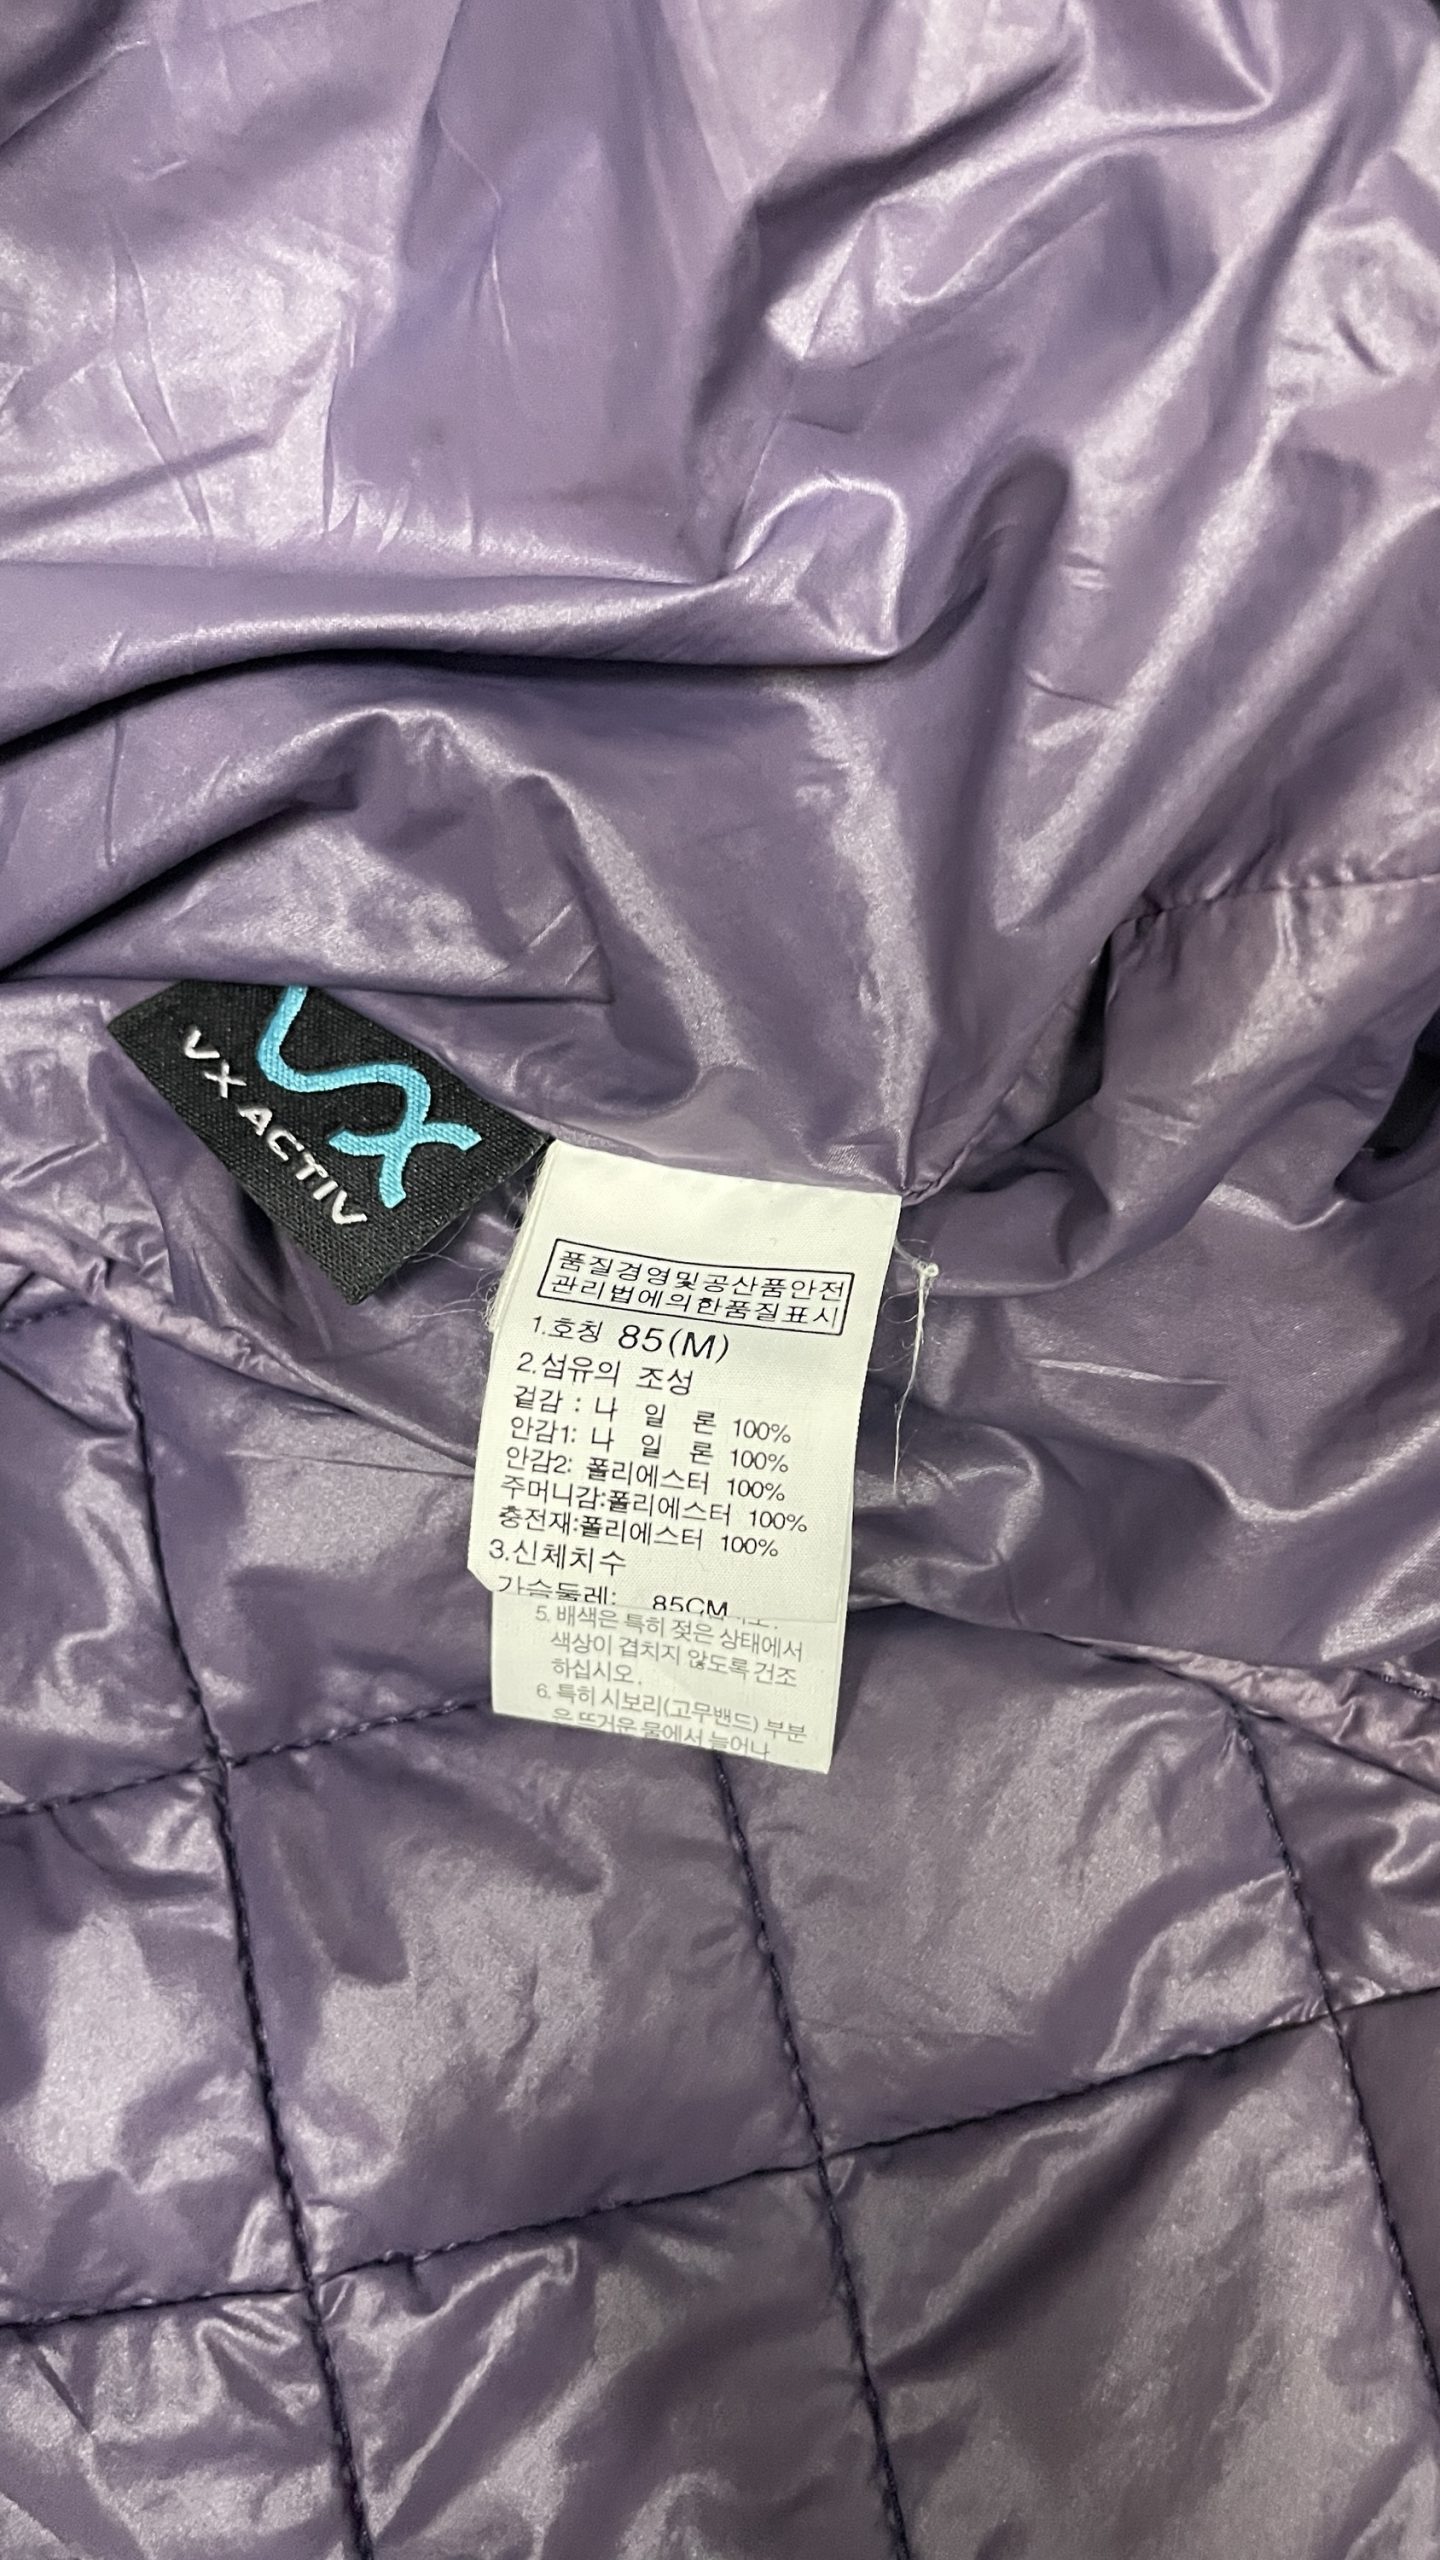 VX
VX ACTIV
품질경영및공산품안전
관리법에의한품질표시
1.호칭 85(M)
2.섬유의 조성
겉감 : 나 일 론 100%
안감1: 나 일 론 100%
안감2: 폴리에스터 100%
주머니감:폴리에스터 100%
충전재:폴리에스터 100%
3.신체치수
가슴둘레: 85CM
5. 배색은 특히 젖은 상태에서
색상이 겹치지 않도록 건조
하십시오.
6. 특히 시보리(고무밴드) 부분
은 뜨거운 물에서 늘어나